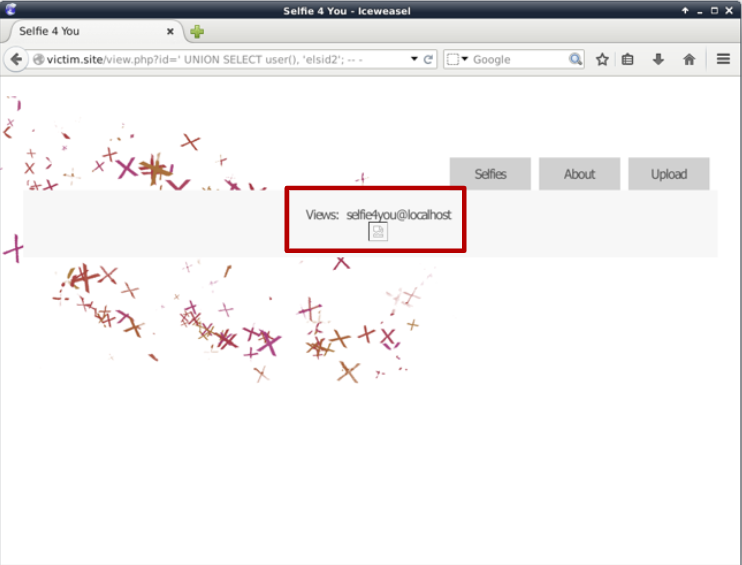 Selfie 4 You - Iceweasel
Selfie 4 You
victim.site/view.php?id=' UNION SELECT user(), 'elsid2'; -- -
Google
Selfies About Upload
Views: selfie4you@localhost